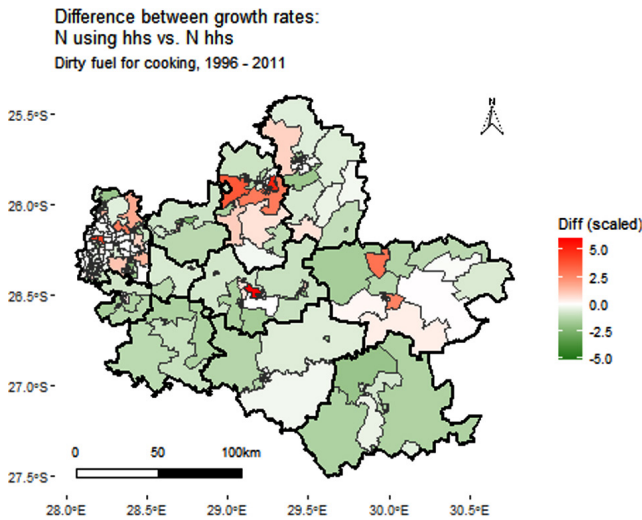 Difference between growth rates:
N using hhs vs. N hhs
Dirty fuel for cooking, 1996 - 2011
N
25.5°S
26.0°S
26.5°S
27.0°S
27.5°S
Diff (scaled)
5.0
2.5
0.0
-2.5
-5.0
0 50 100km
28.0°E 28.5°E 29.0°E 29.5°E 30.0°E 30.5°E